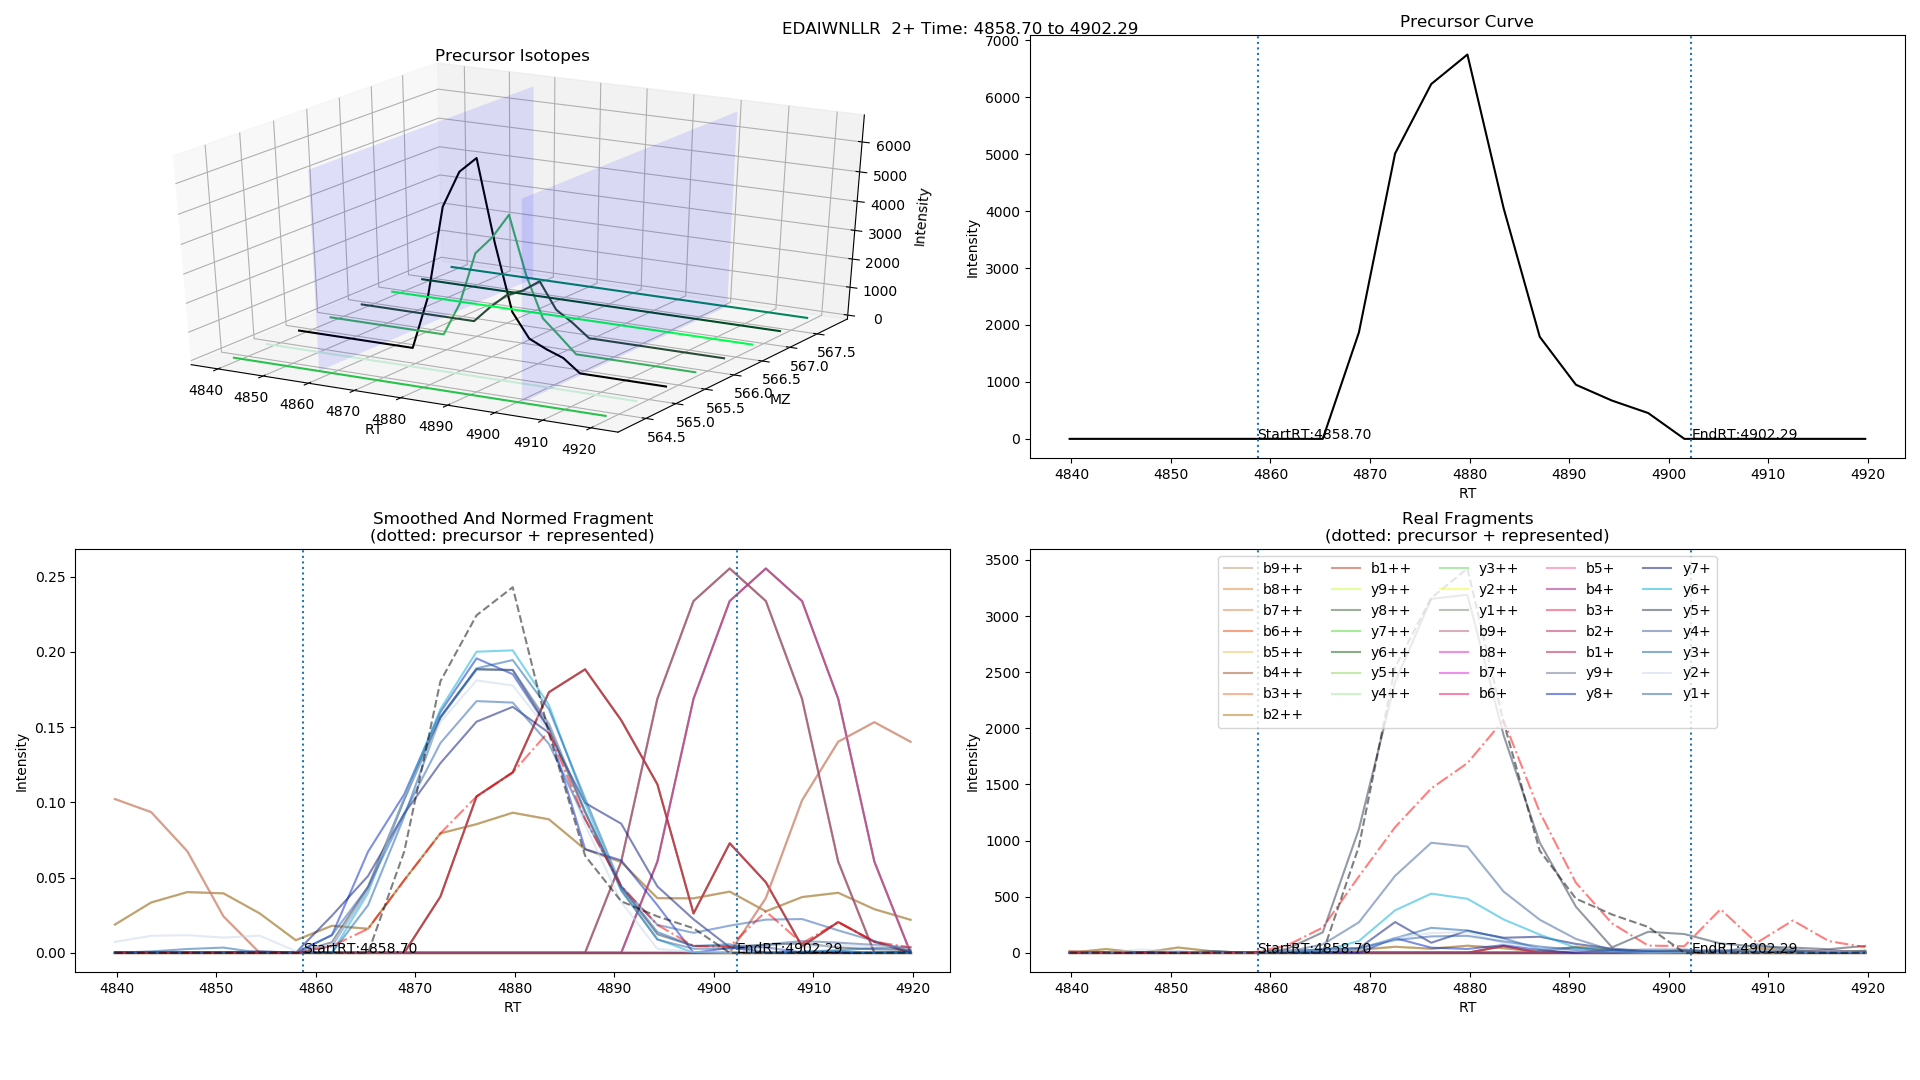 EDAIWNLLR  2+ Time: 4858.70 to 4902.29
Precursor Isotopes
6000
5000
4000
3000
2000
1000
0
Intensity
4840
4850
4860
4870
4880
4890
4900
4910
4920
RT
564.5
565.0
565.5
566.0
566.5
567.0
567.5
MZ
Precursor Curve
7000
6000
5000
4000
3000
2000
1000
0
Intensity
StartRT:4858.70
EndRT:4902.29
4840 4850 4860 4870 4880 4890 4900 4910 4920
RT
Smoothed And Normed Fragment
(dotted: precursor + represented)
0.25
0.20
0.15
0.10
0.05
0.00
Intensity
StartRT:4858.70
EndRT:4902.29
4840 4850 4860 4870 4880 4890 4900 4910 4920
RT
Real Fragments
(dotted: precursor + represented)
3500
3000
2500
2000
1500
1000
500
0
Intensity
b9++ b1++ y3++ b5+ y7+
b8++ y9++ y2++ b4+ y6+
b7++ y8++ y1++ b3+ y5+
b6++ y7++ b9+ b2+ y4+
b5++ y6++ b8+ b1+ y3+
b4++ y5++ b7+ y9+ y2+
b3++ y4++ b6+ y8+ y1+
b2++
StartRT:4858.70
EndRT:4902.29
4840 4850 4860 4870 4880 4890 4900 4910 4920
RT